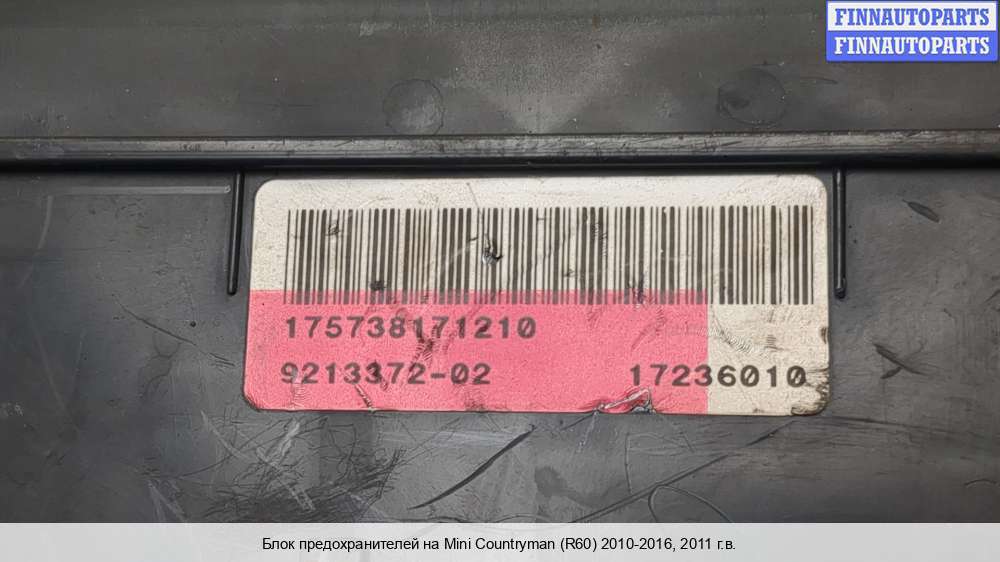 FINNAUTOPARTS
FINNAUTOPARTS
175738171210
9213372-02 17236010
Блок предохранителей на Mini Countryman (R60) 2010-2016, 2011 г.в.